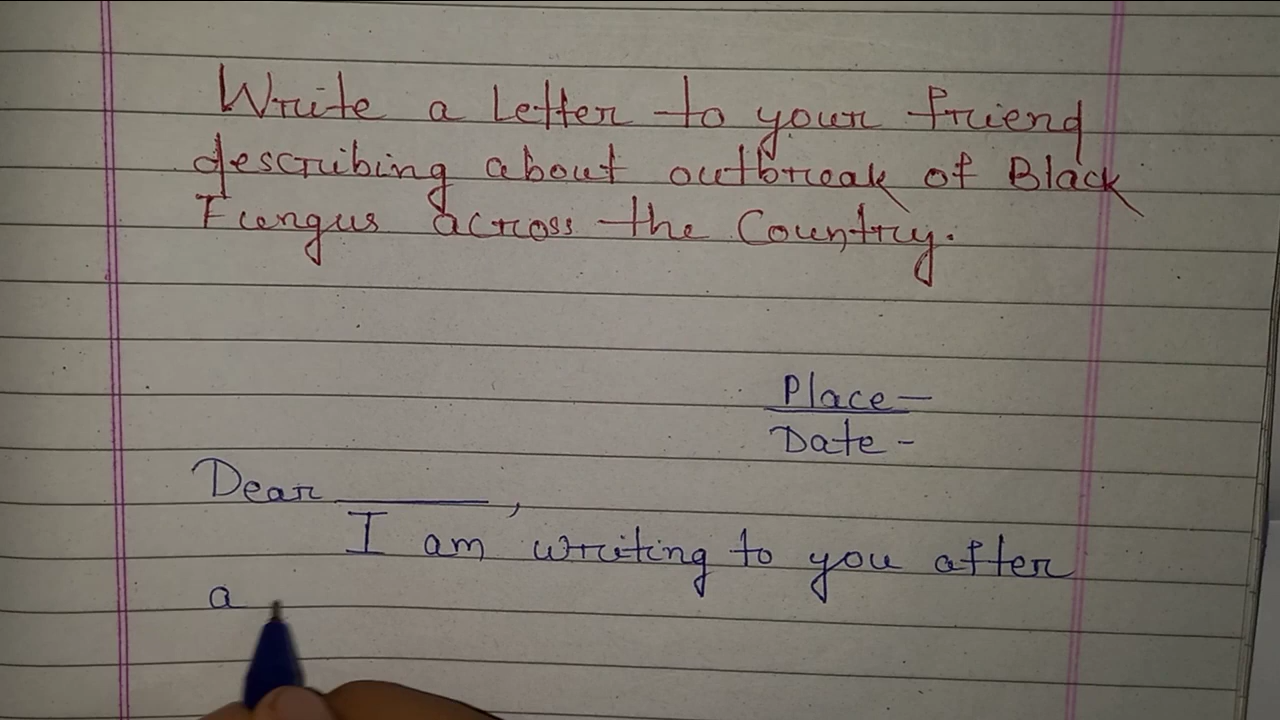 Write a Letter to your friend
describing about outbreak of Black
Fungus across the Country.
Place-
Date-
Dear ________,
I am writing to you after
a